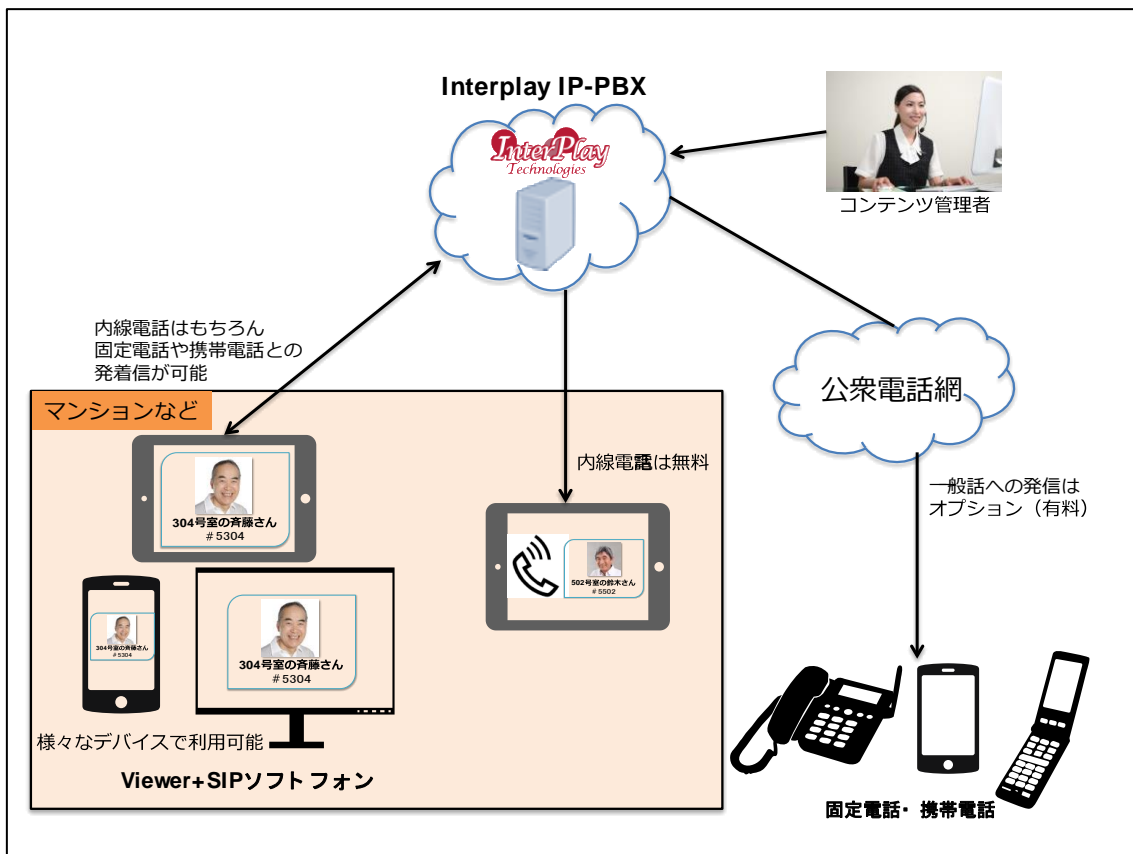 Interplay IP-PBX
InterPlay
Technologies
コンテンツ管理者
内線電話はもちろん
固定電話や携帯電話との
発着信が可能
公衆電話網
マンションなど
内線電話は無料
一般話への発信は
オプション（有料）
304号室の斉藤さん
#5304
502号室の鈴木さん
#5502
304号室の斉藤さん
#5304
304号室の斉藤さん
#5304
様々なデバイスで利用可能
Viewer+SIPソフトフォン
固定電話・携帯電話